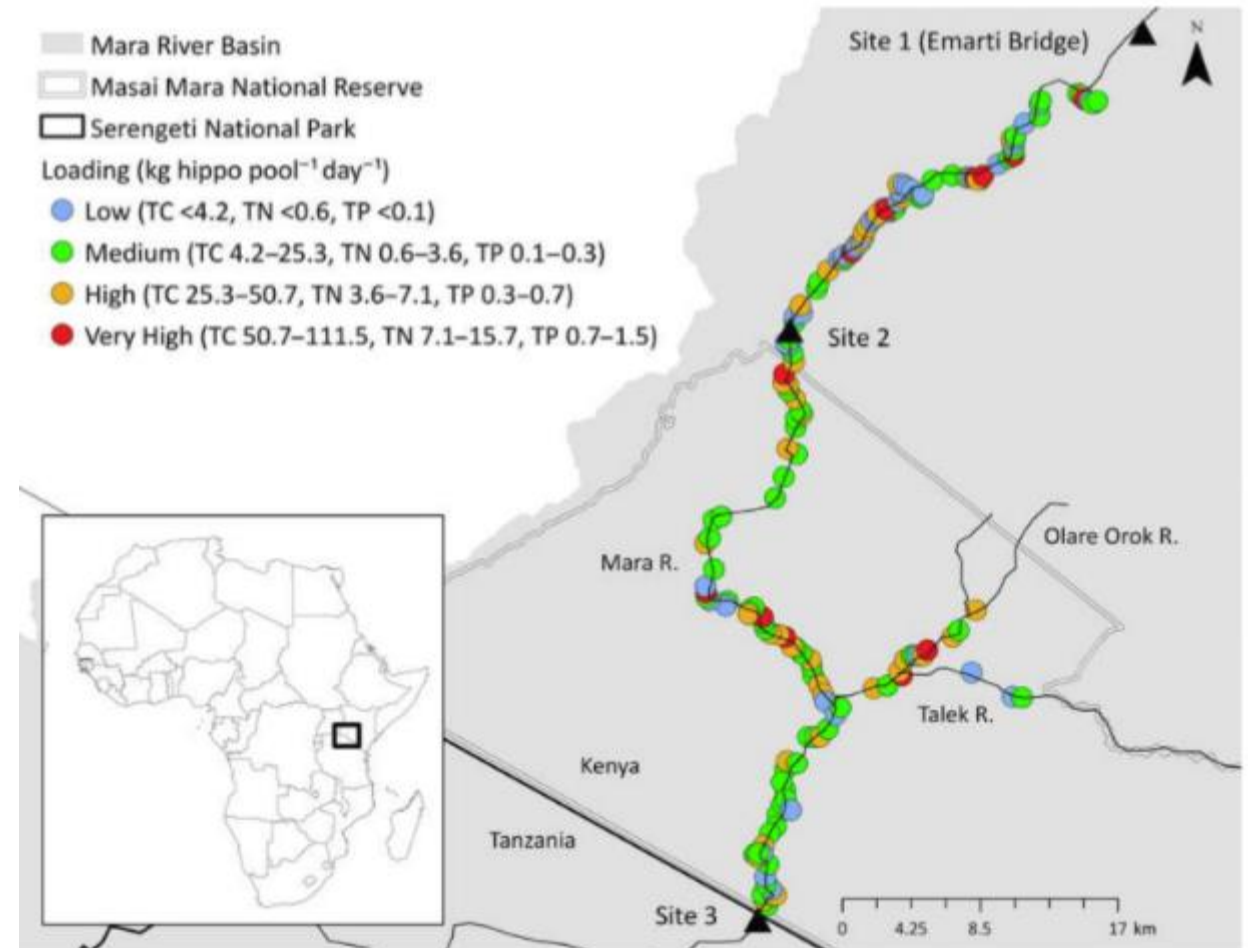 Mara River Basin
Masai Mara National Reserve
Serengeti National Park
Loading (kg hippo pool⁻¹ day⁻¹)
Low (TC <4.2, TN <0.6, TP <0.1)
Medium (TC 4.2–25.3, TN 0.6–3.6, TP 0.1–0.3)
High (TC 25.3–50.7, TN 3.6–7.1, TP 0.3–0.7)
Very High (TC 50.7–111.5, TN 7.1–15.7, TP 0.7–1.5)
Site 1 (Emarti Bridge)
N
Site 2
Olare Orok R.
Mara R.
Talek R.
Kenya
Tanzania
Site 3
0 4.25 8.5 17 km